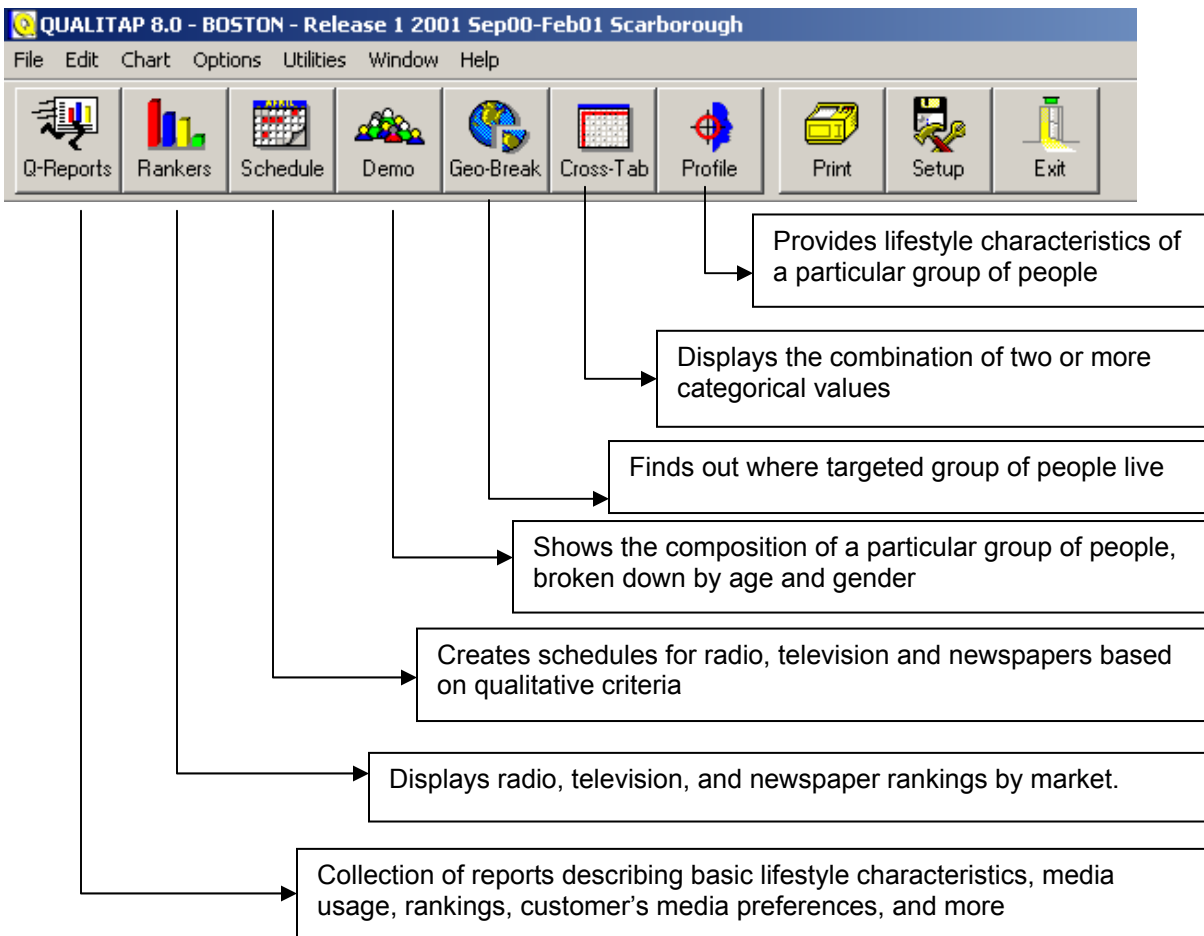 QUALITAP 8.0 - BOSTON - Release 1 2001 Sep00-Feb01 Scarborough
File Edit Chart Options Utilities Window Help
APRIL
Q-Reports Rankers Schedule Demo Geo-Break Cross-Tab Profile Print Setup Exit
Provides lifestyle characteristics of
a particular group of people
Displays the combination of two or more
categorical values
Finds out where targeted group of people live
Shows the composition of a particular group of people,
broken down by age and gender
Creates schedules for radio, television and newspapers based
on qualitative criteria
Displays radio, television, and newspaper rankings by market.
Collection of reports describing basic lifestyle characteristics, media
usage, rankings, customer’s media preferences, and more